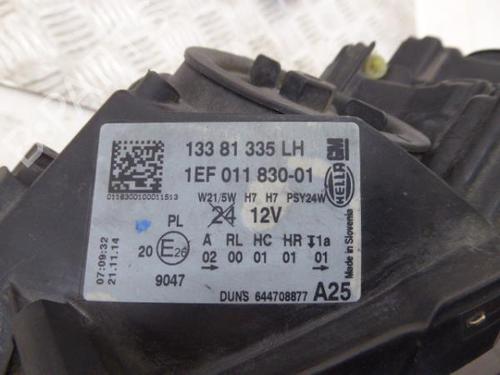 133 81 335 LH
1EF 011 830-01
0118300100011513
W21/5W H7 H7 PSY24W
24 12V
HELLA
GM
Made in Slovenia
PL
A RL HC HR 1a
20 E26
02 00 01 01 01
9047
07:09:32
21.11.14
DUNS 644708877 A25